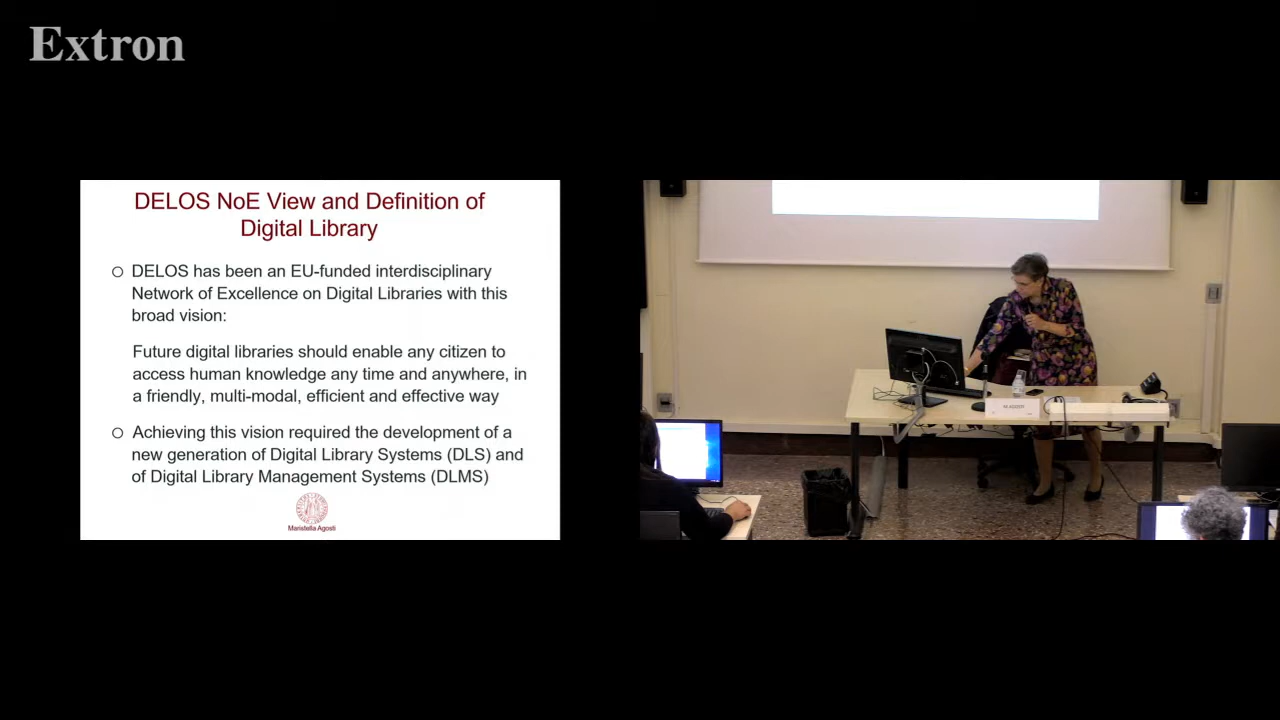 Extron
DELOS NoE View and Definition of
Digital Library
DELOS has been an EU-funded interdisciplinary
Network of Excellence on Digital Libraries with this
broad vision:
Future digital libraries should enable any citizen to
access human knowledge any time and anywhere, in
a friendly, multi-modal, efficient and effective way
Achieving this vision required the development of a
new generation of Digital Library Systems (DLS) and
of Digital Library Management Systems (DLMS)
Maristella Agosti
M. AGOSTI